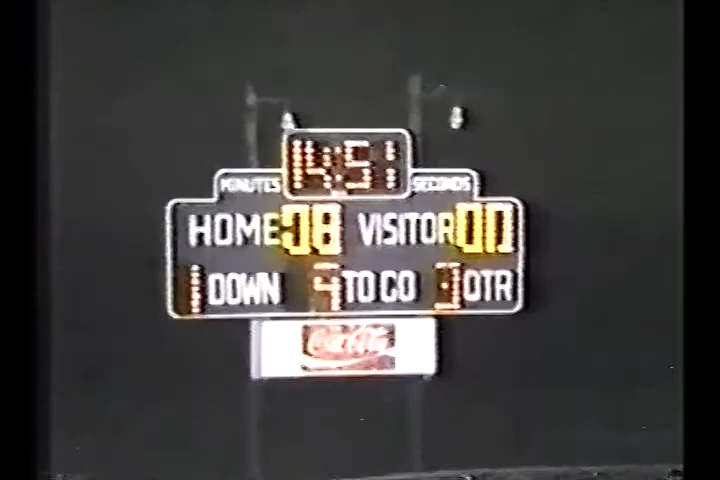 14:51
MINUTES SECONDS
HOME 08 VISITOR 00
1 DOWN 4 TO GO 3 QTR
Coca-Cola